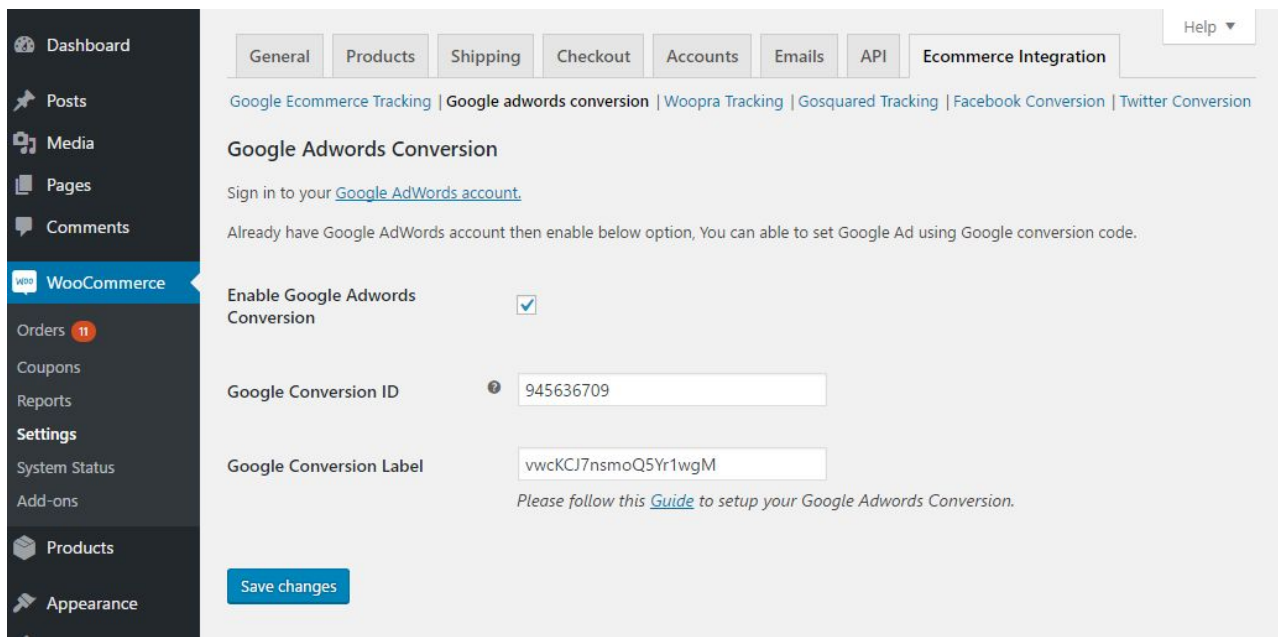 Help
Dashboard
Posts
Media
Pages
Comments
WOO WooCommerce
Orders 11
Coupons
Reports
Settings
System Status
Add-ons
Products
Appearance
General Products Shipping Checkout Accounts Emails API Ecommerce Integration
Google Ecommerce Tracking | Google adwords conversion | Woopra Tracking | Gosquared Tracking | Facebook Conversion | Twitter Conversion
Google Adwords Conversion
Sign in to your Google AdWords account.
Already have Google AdWords account then enable below option, You can able to set Google Ad using Google conversion code.
Enable Google Adwords
Conversion
Google Conversion ID ? 945636709
Google Conversion Label vwcKCJ7nsmoQ5Yr1wgM
Please follow this Guide to setup your Google Adwords Conversion.
Save changes